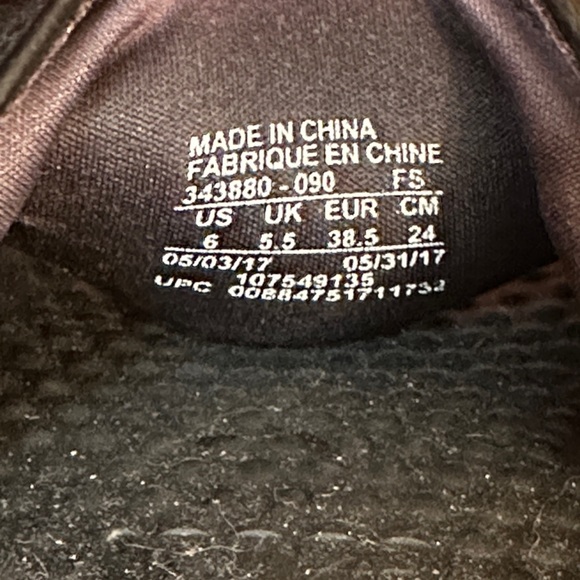 MADE IN CHINA
FABRIQUÉ EN CHINE
343880 - 090 FS
US UK EUR CM
6 5.5 38.5 24
05/03/17 05/31/17
107549135
UPC 00884751711732